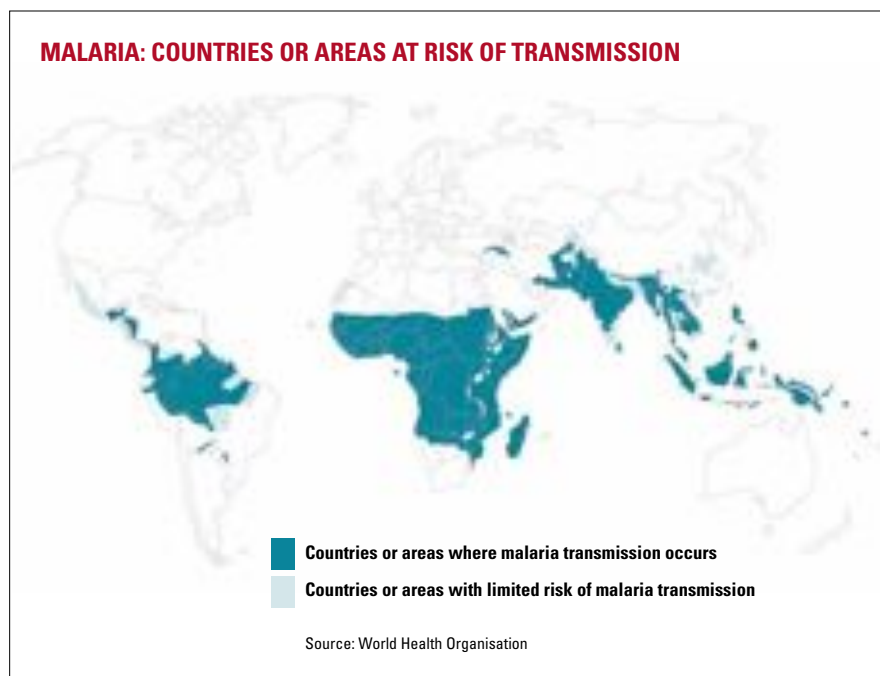 MALARIA: COUNTRIES OR AREAS AT RISK OF TRANSMISSION
Countries or areas where malaria transmission occurs
Countries or areas with limited risk of malaria transmission
Source: World Health Organisation